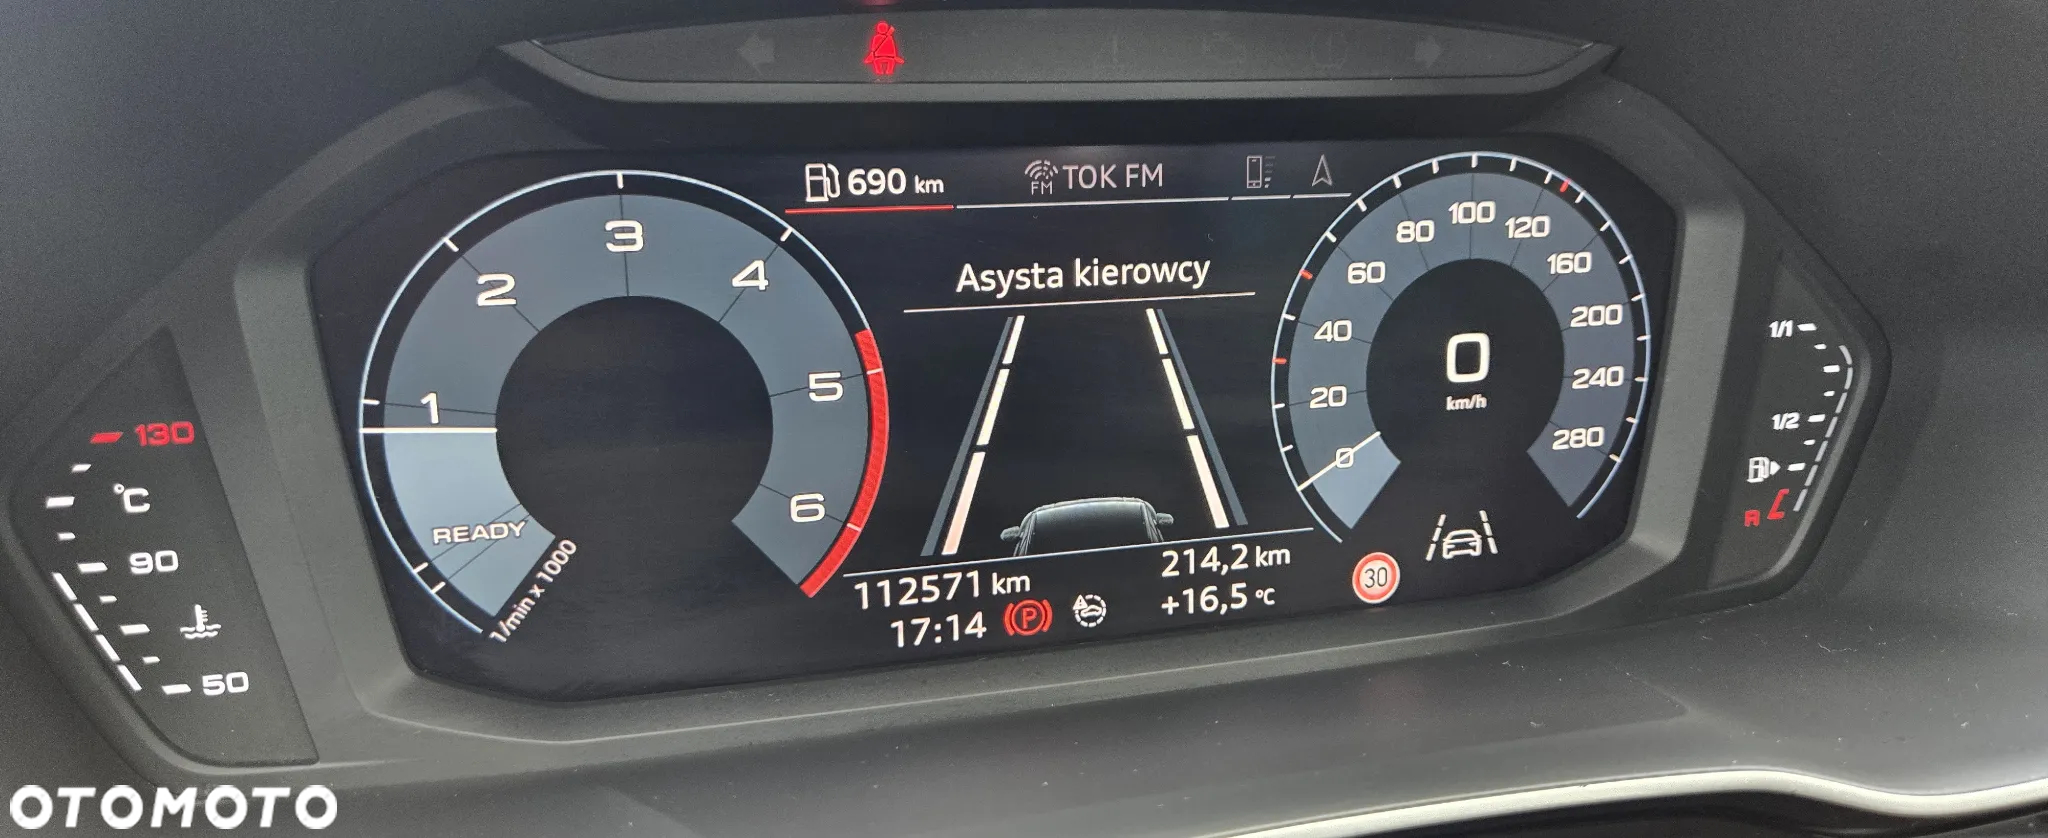 690 km
FM TOK FM
Asysta kierowcy
1
2
3
4
5
6
READY
1/min x 1000
0
20
40
60
80
100
120
160
200
240
280
0
km/h
130
°C
90
50
1/1
1/2
R
112571 km
214,2 km
17:14
P
+16,5 °C
30
OTOMOTO